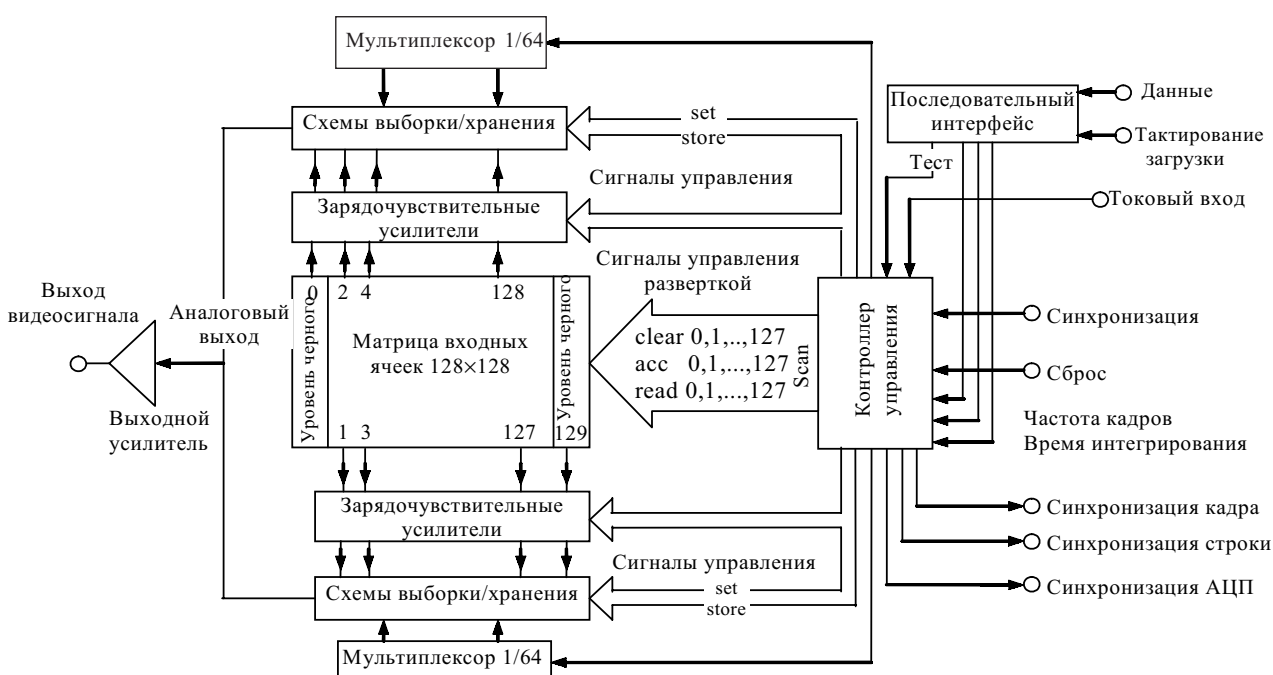 Мультиплексор 1/64
Схемы выборки/хранения
set
store
Последовательный
интерфейс
Данные
Тактирование
загрузки
Тест
Токовый вход
Сигналы управления
Зарядочувствительные
усилители
Сигналы управления
разверткой
0 2 4 128
Уровень черного
Матрица входных
ячеек 128×128
Уровень черного
1 3 127 129
Выход
видеосигнала
Аналоговый
выход
Выходной
усилитель
clear 0,1,..,127
acc 0,1,...,127
read 0,1,...,127
Scan
Контроллер
управления
Синхронизация
Сброс
Частота кадров
Время интегрирования
Зарядочувствительные
усилители
Синхронизация кадра
Синхронизация строки
Синхронизация АЦП
Сигналы управления
set
store
Схемы выборки/хранения
Мультиплексор 1/64